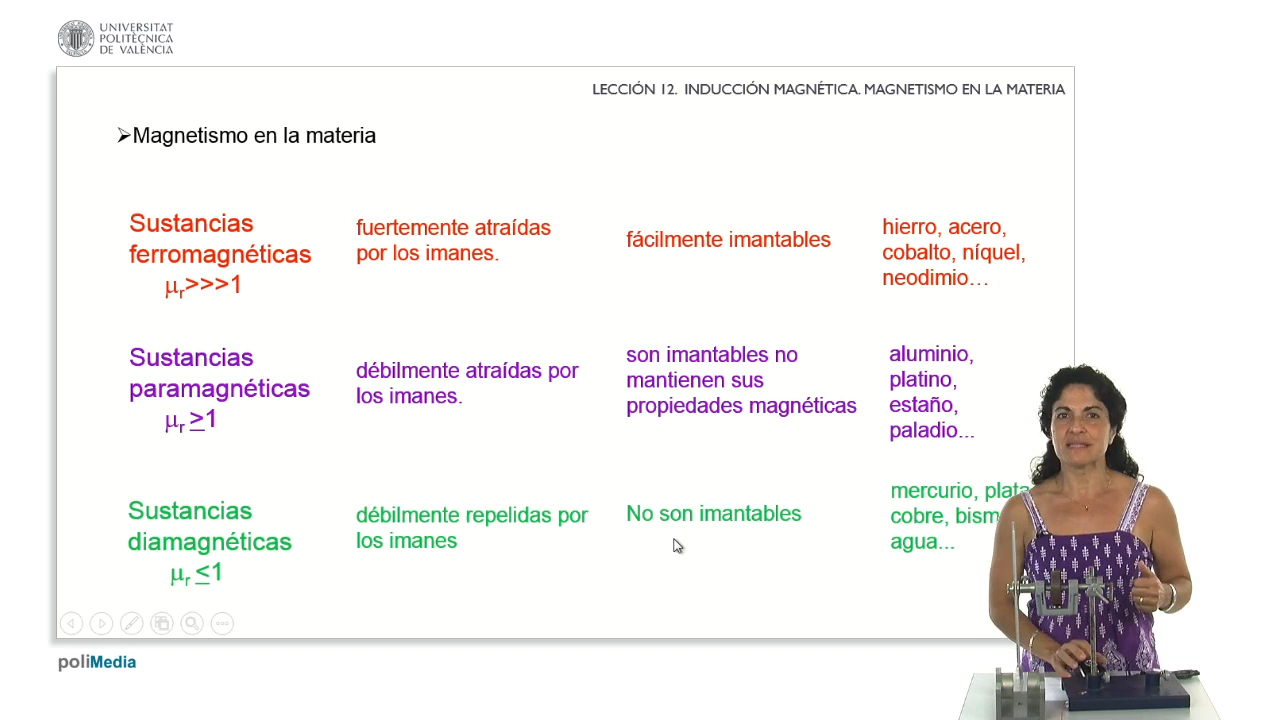 UNIVERSITAT
POLITÈCNICA
DE VALÈNCIA
LECCIÓN 12. INDUCCIÓN MAGNÉTICA. MAGNETISMO EN LA MATERIA
➢Magnetismo en la materia
Sustancias
ferromagnéticas
μr>>>1
fuertemente atraídas
por los imanes.
fácilmente imantables
hierro, acero,
cobalto, níquel,
neodimio…
Sustancias
paramagnéticas
μr ≥1
débilmente atraídas por
los imanes.
son imantables no
mantienen sus
propiedades magnéticas
aluminio,
platino,
estaño,
paladio...
Sustancias
diamagnéticas
μr ≤1
débilmente repelidas por
los imanes
No son imantables
mercurio, plata
cobre,
agua...
poliMedia